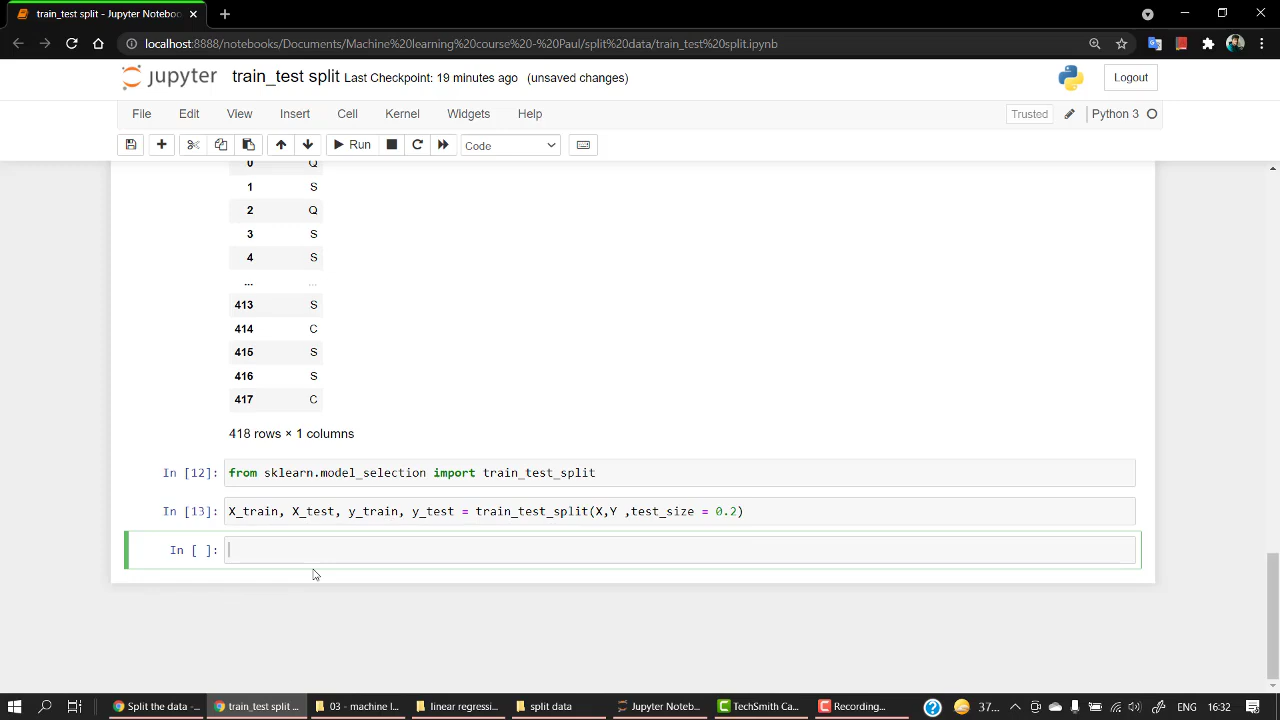 train_test split - Jupyter Noteboo
localhost:8888/notebooks/Documents/Machine%20learning%20course%20-%20Paul/split%20data/train_test%20split.ipynb
jupyter train_test split Last Checkpoint: 19 minutes ago (unsaved changes)
Logout
File Edit View Insert Cell Kernel Widgets Help
Trusted Python 3
Run Code
0 Q
1 S
2 Q
3 S
4 S
... ...
413 S
414 C
415 S
416 S
417 C
418 rows × 1 columns
In [12]: from sklearn.model_selection import train_test_split
In [13]: X_train, X_test, y_train, y_test = train_test_split(X,Y ,test_size = 0.2)
In [ ]:
Split the data -... train_test split ... 03 - machine l... linear regressi... split data Jupyter Noteb... TechSmith Ca... Recording... 37... ENG 16:32